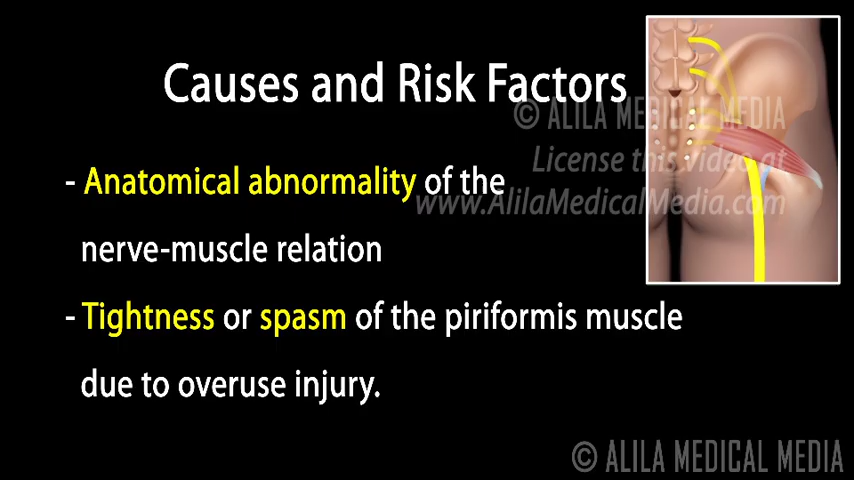 Causes and Risk Factors
© ALILA MEDICAL MEDIA
License this video at
www.AlilaMedicalMedia.com
- Anatomical abnormality of the
nerve-muscle relation
- Tightness or spasm of the piriformis muscle
due to overuse injury.
© ALILA MEDICAL MEDIA